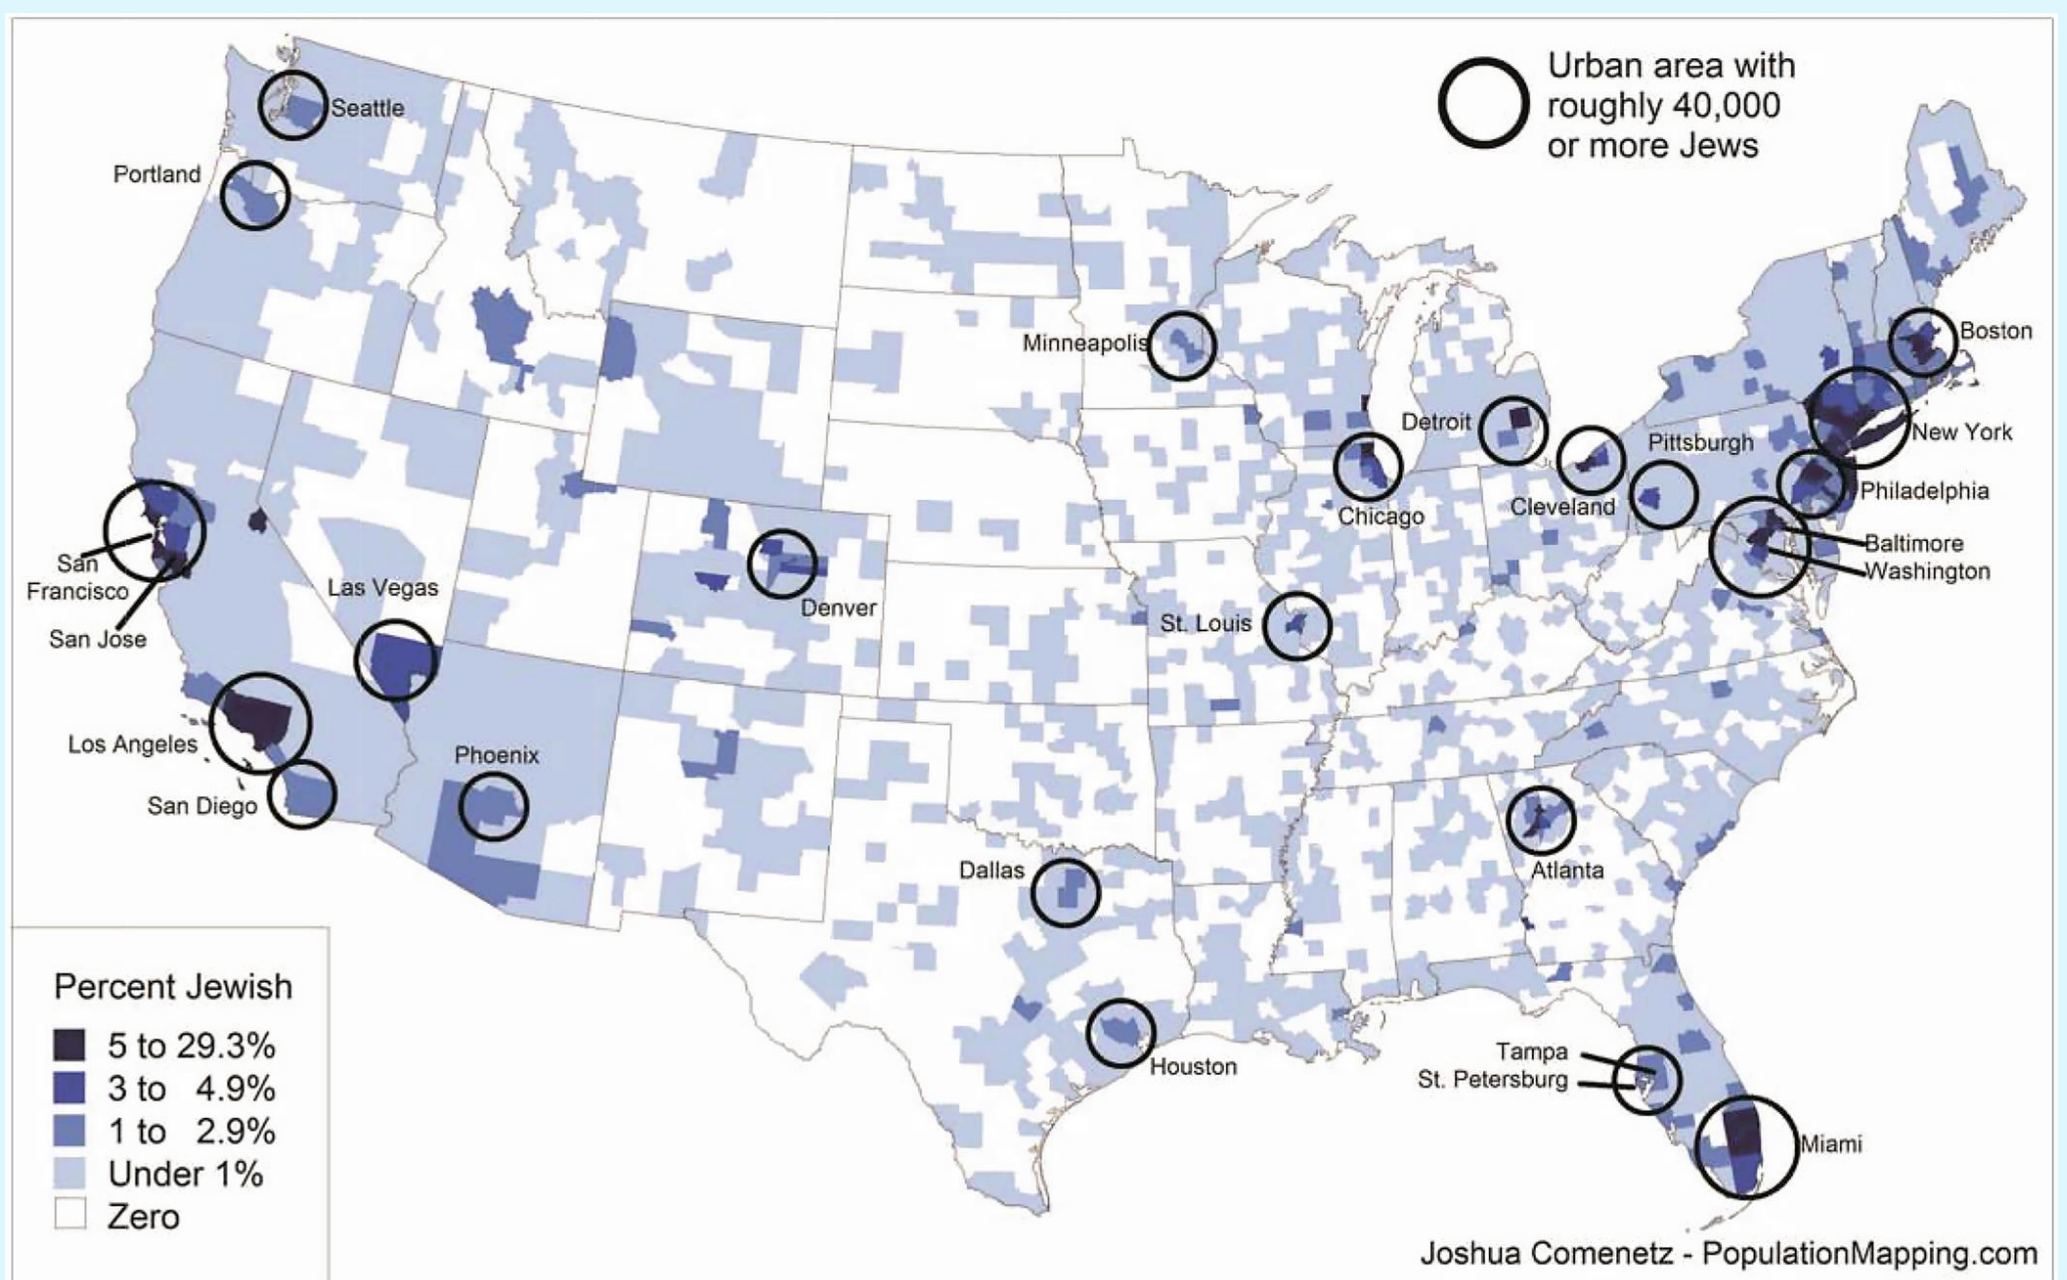 Urban area with
roughly 40,000
or more Jews
Seattle
Portland
Minneapolis
Boston
Detroit
Pittsburgh
New York
Chicago
Cleveland
Philadelphia
Baltimore
Washington
San
Francisco
San Jose
Las Vegas
Denver
St. Louis
Los Angeles
San Diego
Phoenix
Dallas
Atlanta
Houston
Tampa
St. Petersburg
Miami
Percent Jewish
5 to 29.3%
3 to 4.9%
1 to 2.9%
Under 1%
Zero
Joshua Comenetz - PopulationMapping.com